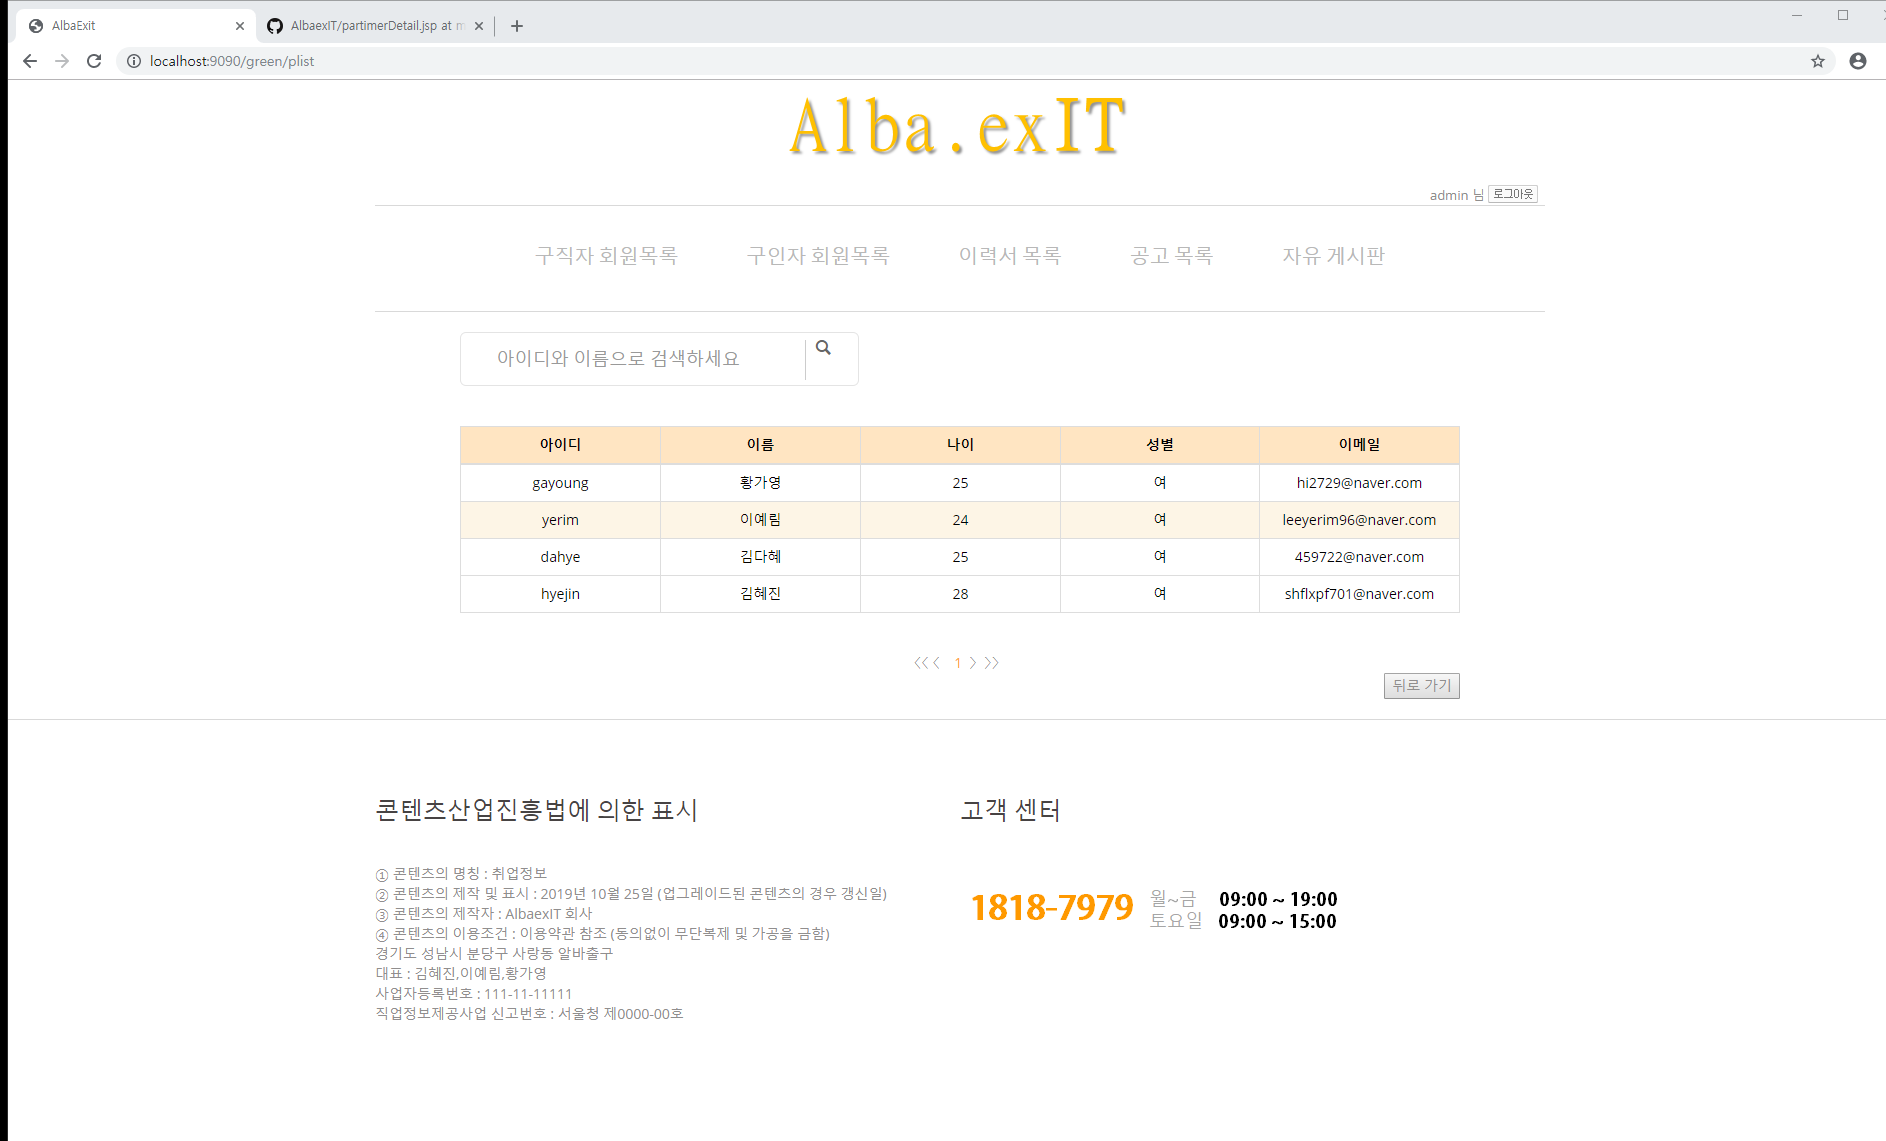 AlbaExit
AlbaexIT/partimerDetail.jsp at m
localhost:9090/green/plist
Alba.exIT
admin 님 로그아웃
구직자 회원목록 구인자 회원목록 이력서 목록 공고 목록 자유 게시판
아이디와 이름으로 검색하세요
아이디 이름 나이 성별 이메일
gayoung 황가영 25 여 hi2729@naver.com
yerim 이예림 24 여 leeyerim96@naver.com
dahye 김다혜 25 여 459722@naver.com
hyejin 김혜진 28 여 shflxpf701@naver.com
<< < 1 > >>
뒤로 가기
콘텐츠산업진흥법에 의한 표시
① 콘텐츠의 명칭 : 취업정보
② 콘텐츠의 제작 및 표시 : 2019년 10월 25일 (업그레이드된 콘텐츠의 경우 갱신일)
③ 콘텐츠의 제작자 : AlbaexIT 회사
④ 콘텐츠의 이용조건 : 이용약관 참조 (동의없이 무단복제 및 가공을 금함)
경기도 성남시 분당구 사랑동 알바출구
대표 : 김혜진,이예림,황가영
사업자등록번호 : 111-11-11111
직업정보제공사업 신고번호 : 서울청 제0000-00호
고객 센터
1818-7979
월~금 09:00 ~ 19:00
토요일 09:00 ~ 15:00